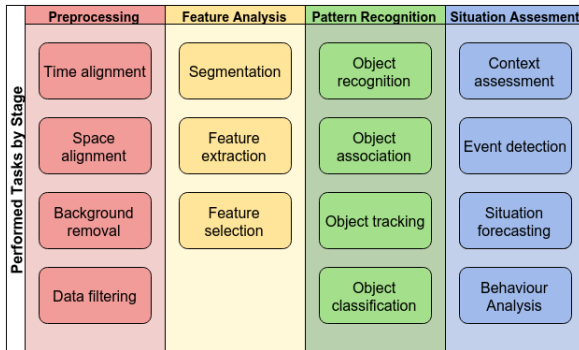 Performed Tasks by Stage
Preprocessing
Time alignment
Space
alignment
Background
removal
Data filtering
Feature Analysis
Segmentation
Feature
extraction
Feature
selection
Pattern Recognition
Object
recognition
Object
association
Object tracking
Object
classification
Situation Assesment
Context
assessment
Event detection
Situation
forecasting
Behaviour
Analysis